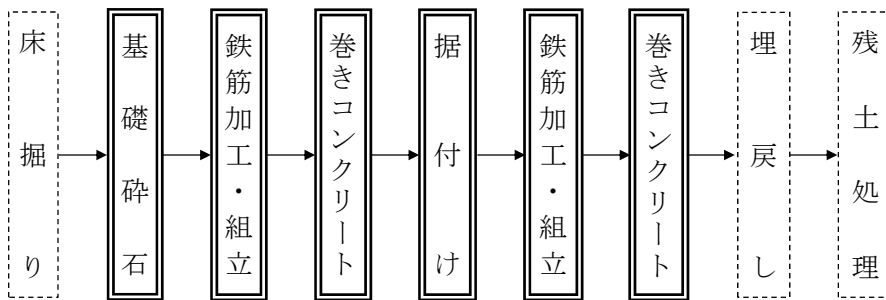 床掘り
基礎砕石
鉄筋加工・組立
巻きコンクリート
据付け
鉄筋加工・組立
巻きコンクリート
埋戻し
残土処理